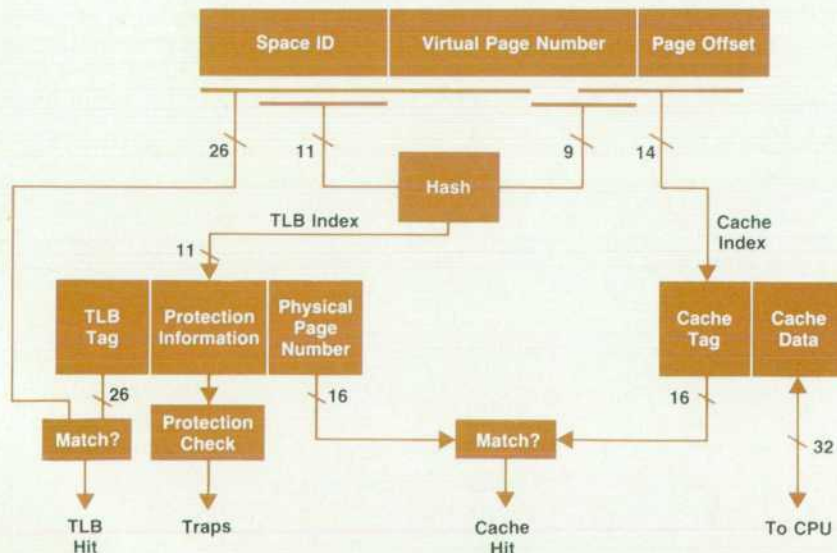 Space ID
Virtual Page Number
Page Offset
26
11
9
14
Hash
TLB Index
Cache
Index
11
TLB
Tag
Protection
Information
Physical
Page
Number
Cache
Tag
Cache
Data
26
16
16
Match?
Protection
Check
Match?
32
TLB
Hit
Traps
Cache
Hit
To CPU